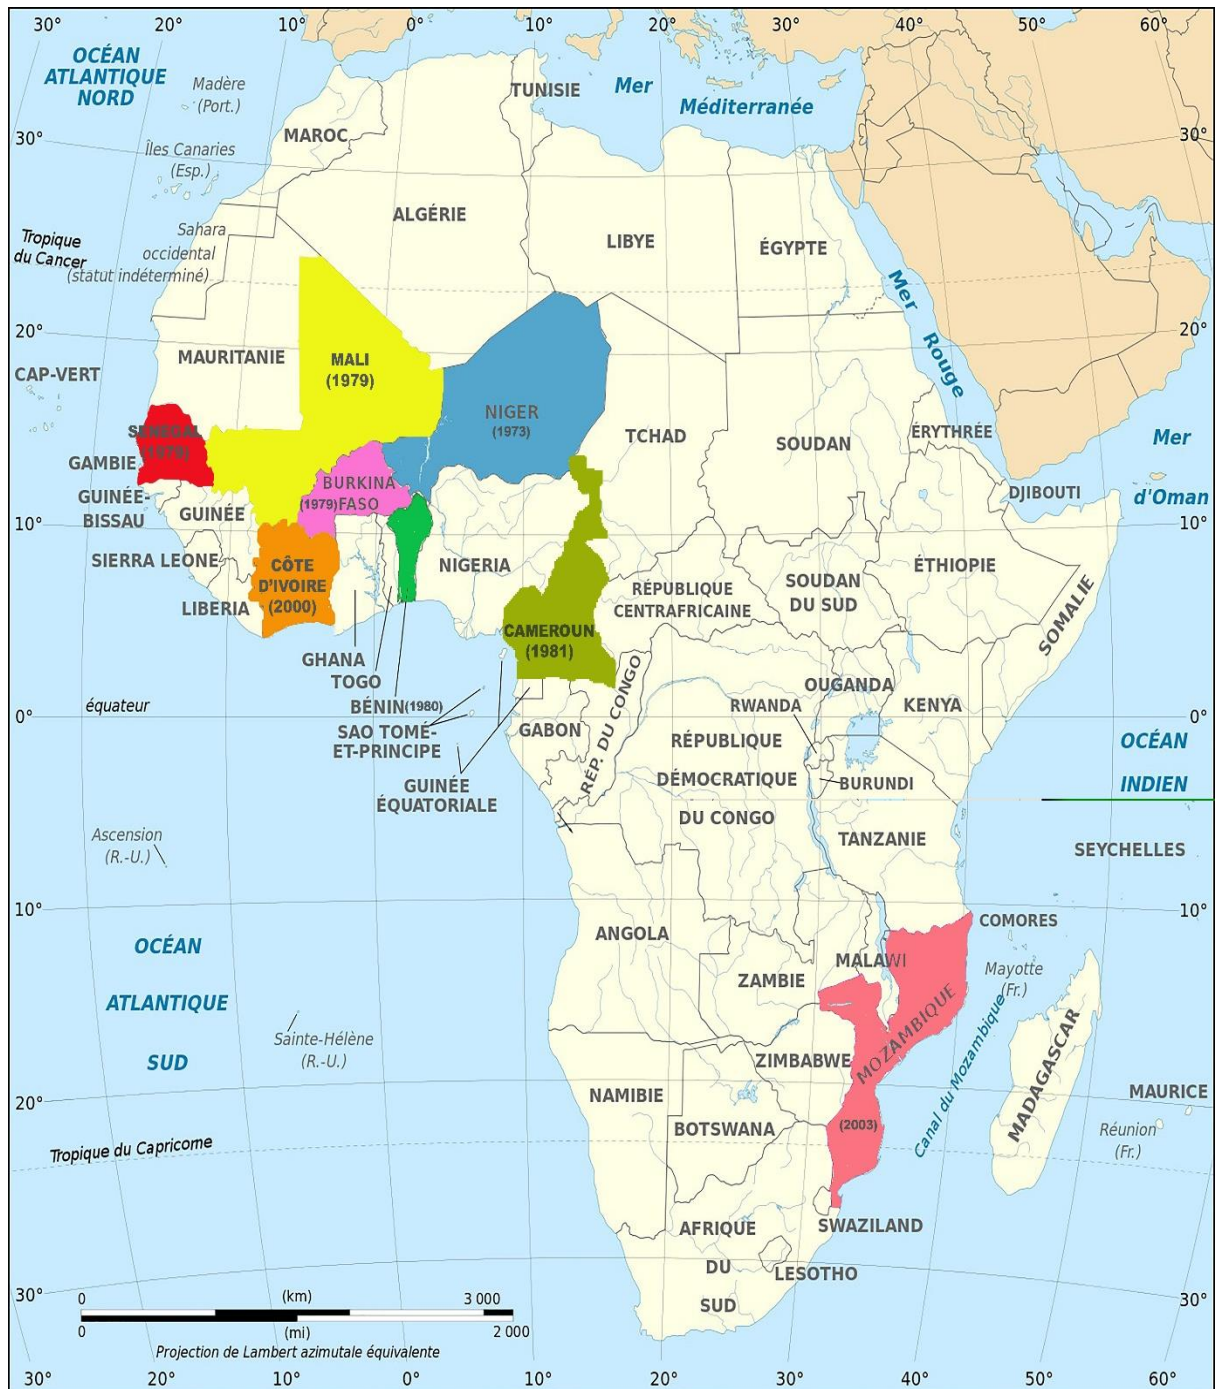 30° 20° 10° 0° 10° 20° 30° 40° 50° 60°
OCÉAN
ATLANTIQUE
NORD
Madère
(Port.)
TUNISIE
Mer
Méditerranée
MAROC
30°
30°
Îles Canaries
(Esp.)
ALGÉRIE
LIBYE
ÉGYPTE
Sahara
occidental
(statut indéterminé)
Tropique
du Cancer
Mer Rouge
20°
20°
MAURITANIE
MALI
(1979)
CAP-VERT
NIGER
(1973)
TCHAD
SOUDAN
ÉRYTHRÉE
Mer
d'Oman
SÉNÉGAL
(1979)
GAMBIE
GUINÉE-
BISSAU
GUINÉE
BURKINA
(1979) FASO
DJIBOUTI
10°
10°
SIERRA LEONE
CÔTE
D'IVOIRE
(2000)
NIGERIA
LIBERIA
RÉPUBLIQUE
CENTRAFRICAINE
SOUDAN
DU SUD
ÉTHIOPIE
SOMALIE
CAMEROUN
(1981)
GHANA
TOGO
BÉNIN (1980)
SAO TOMÉ-
ET-PRINCIPE
GUINÉE
ÉQUATORIALE
équateur
0°
0°
GABON
RÉP. DU CONGO
OUGANDA
RWANDA
KENYA
RÉPUBLIQUE
DÉMOCRATIQUE
DU CONGO
BURUNDI
OCÉAN
INDIEN
TANZANIE
SEYCHELLES
Ascension
(R.-U.)
10°
10°
COMORES
OCÉAN
ATLANTIQUE
SUD
ANGOLA
MALAWI
ZAMBIE
Mayotte
(Fr.)
MOZAMBIQUE
(2003)
Canal du Mozambique
MADAGASCAR
Sainte-Hélène
(R.-U.)
ZIMBABWE
NAMIBIE
BOTSWANA
MAURICE
Réunion
(Fr.)
20°
20°
Tropique du Capricorne
SWAZILAND
AFRIQUE
DU
SUD
LESOTHO
30°
30°
0 (km) 3 000
0 (mi) 2 000
Projection de Lambert azimutale équivalente
30° 20° 10° 0° 10° 20° 30° 40° 50° 60°